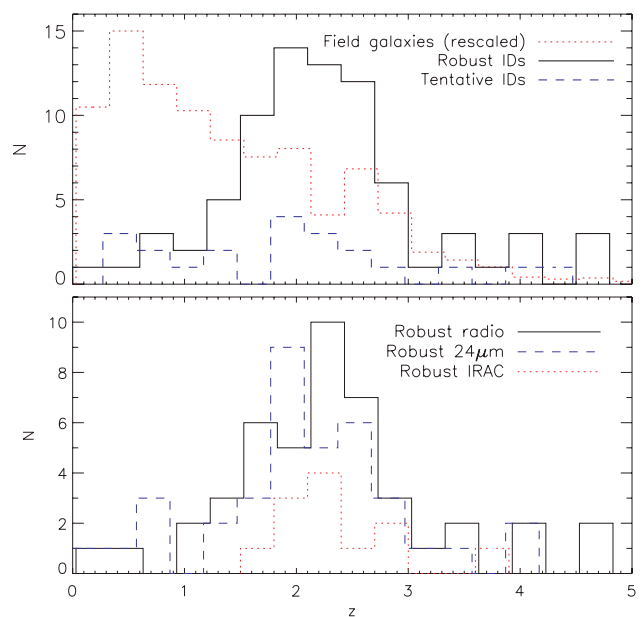 15
10
5
0
N
Field galaxies (rescaled)
Robust IDs
Tentative IDs
10
8
6
4
2
0
N
Robust radio
Robust 24μm
Robust IRAC
0 1 2 3 4 5
z